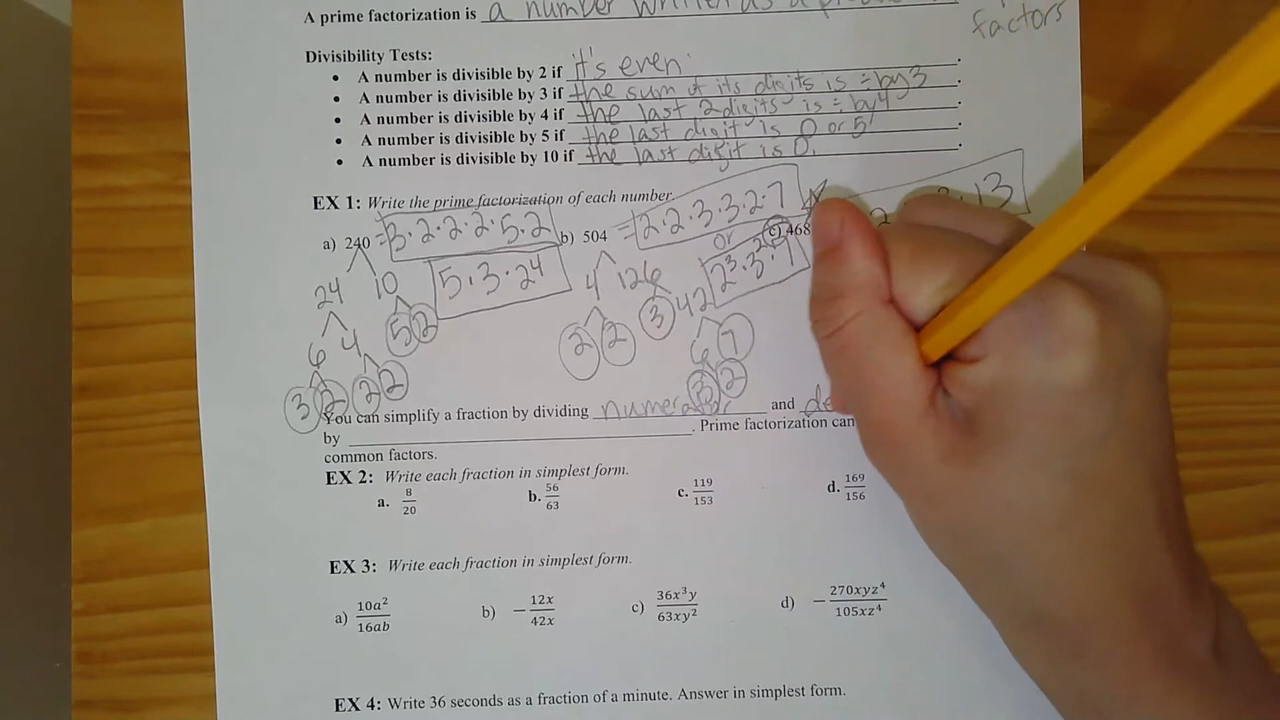 A prime factorization is a number written as a
factors
Divisibility Tests:
• A number is divisible by 2 if it's even.
• A number is divisible by 3 if the sum of its digits is ÷ by 3.
• A number is divisible by 4 if the last 2 digits is ÷ by 4.
• A number is divisible by 5 if the last digit is 0 or 5.
• A number is divisible by 10 if the last digit is 0.
EX 1: Write the prime factorization of each number.
a) 240 = 3·2·2·2·5·2 b) 504 = 2·2·3·3·2·7 c) 468 ·13
or
5·3·2⁴ 2³·3²·7
24 10 4 126
6 4 5 2 2 2 3 42
3 2 2 2 6 7
3 2
You can simplify a fraction by dividing numerator and de
by ____. Prime factorization can
common factors.
EX 2: Write each fraction in simplest form.
a. 8/20 b. 56/63 c. 119/153 d. 169/156
EX 3: Write each fraction in simplest form.
a) 10a²/16ab b) −12x/42x c) 36x³y/63xy² d) −270xyz⁴/105xz⁴
EX 4: Write 36 seconds as a fraction of a minute. Answer in simplest form.